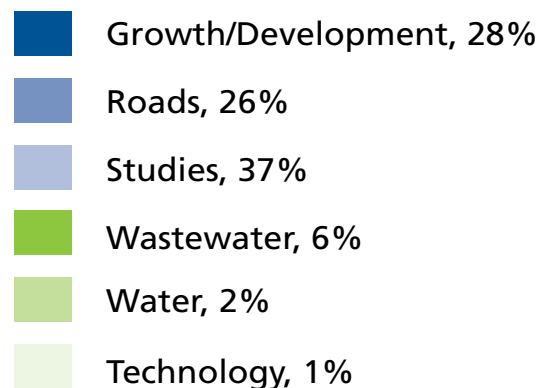 Growth/Development, 28%
Roads, 26%
Studies, 37%
Wastewater, 6%
Water, 2%
Technology, 1%